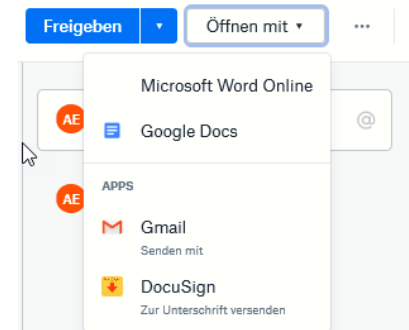 Freigeben
Öffnen mit
...
Microsoft Word Online
AE
@
Google Docs
APPS
AE
Gmail
Senden mit
DocuSign
Zur Unterschrift versenden